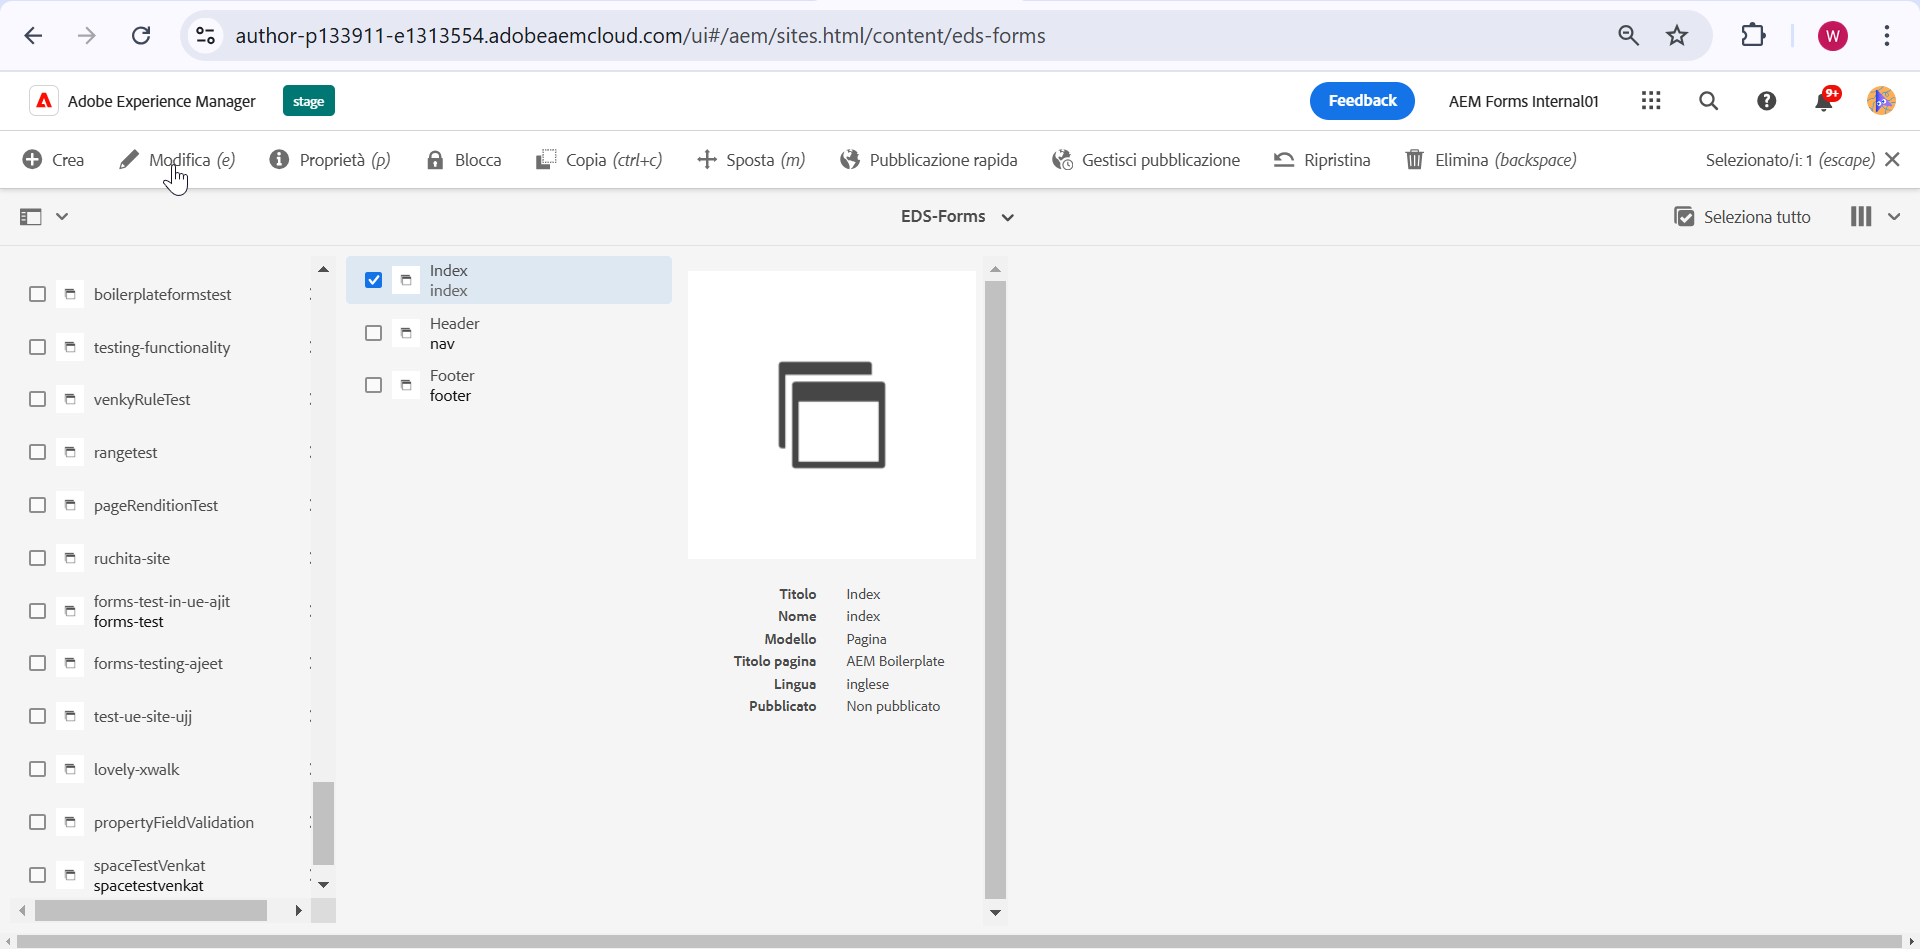 author-p133911-e1313554.adobeaemcloud.com/ui#/aem/sites.html/content/eds-forms
W
Adobe Experience Manager
stage
Feedback
AEM Forms Internal01
9+
Crea
Modifica (e)
Proprietà (p)
Blocca
Copia (ctrl+c)
Sposta (m)
Pubblicazione rapida
Gestisci pubblicazione
Ripristina
Elimina (backspace)
Selezionato/i: 1 (escape)
EDS-Forms
Seleziona tutto
boilerplateformstest
testing-functionality
venkyRuleTest
rangetest
pageRenditionTest
ruchita-site
forms-test-in-ue-ajit
forms-test
forms-testing-ajeet
test-ue-site-ujj
lovely-xwalk
propertyFieldValidation
spaceTestVenkat
spacetestvenkat
Index
index
Header
nav
Footer
footer
Titolo Index
Nome index
Modello Pagina
Titolo pagina AEM Boilerplate
Lingua inglese
Pubblicato Non pubblicato